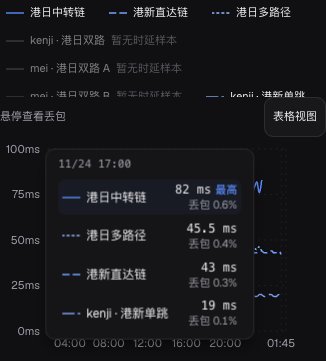 港日中转链 港新直达链 港日多路径
kenji · 港日双路 暂无时延样本
mei · 港日双路 A 暂无时延样本
mei · 港日双路 B 暂无时延样本 kenji · 港新单跳
悬停查看丢包 表格视图
100ms
11/24 17:00
港日中转链 82 ms 最高
丢包 0.6%
75ms
港日多路径 45.5 ms
丢包 0.4%
50ms
港新直达链 43 ms
丢包 0.3%
25ms
kenji · 港新单跳 19 ms
丢包 0.1%
0ms
04:00 08:00 12:00 16:00 20:00 01:45